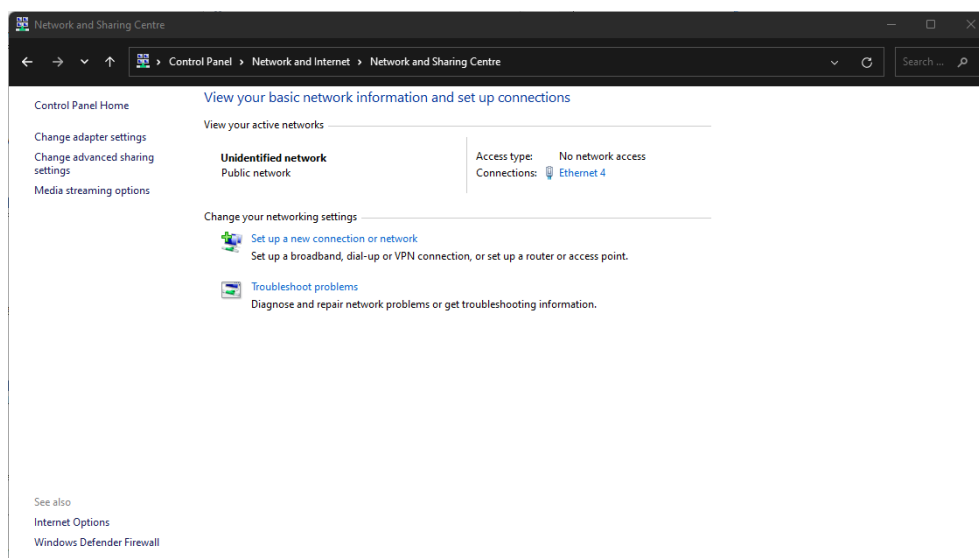 Network and Sharing Centre
Control Panel > Network and Internet > Network and Sharing Centre
Search ...
Control Panel Home
Change adapter settings
Change advanced sharing
settings
Media streaming options
View your basic network information and set up connections
View your active networks
Unidentified network
Public network
Access type: No network access
Connections: Ethernet 4
Change your networking settings
Set up a new connection or network
Set up a broadband, dial-up or VPN connection, or set up a router or access point.
Troubleshoot problems
Diagnose and repair network problems or get troubleshooting information.
See also
Internet Options
Windows Defender Firewall